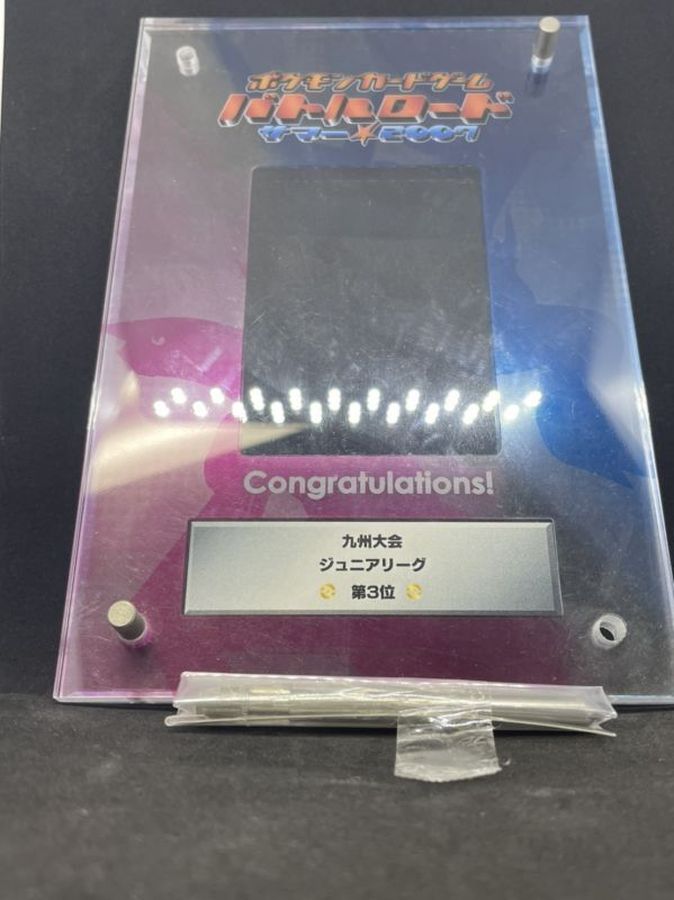 ポケモンカードゲーム
バトルロード
サマー★2007
Congratulations!
九州大会
ジュニアリーグ
第3位